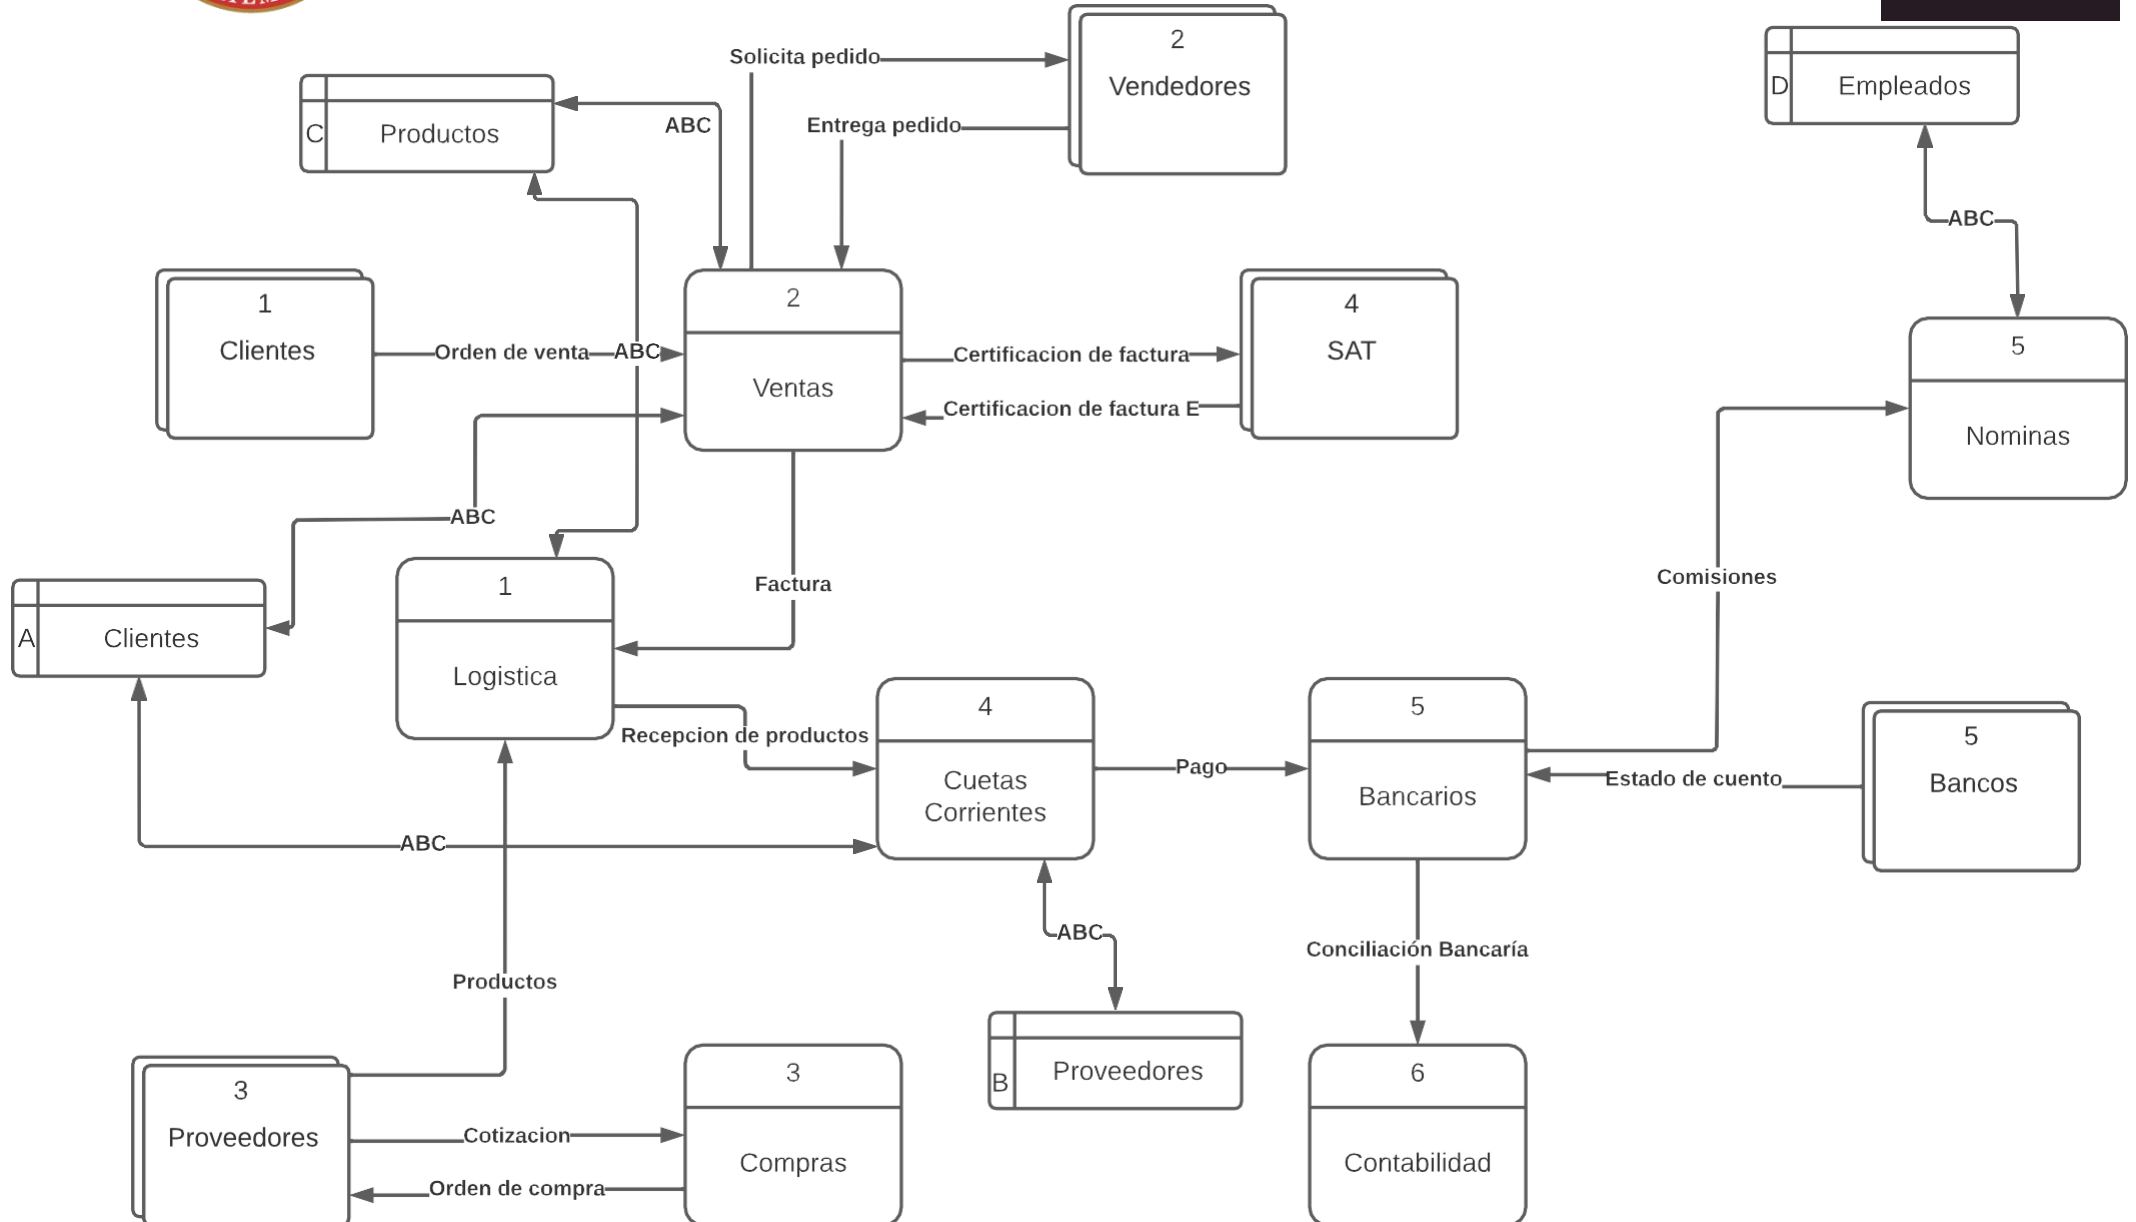 Solicita pedido
2
Vendedores
Entrega pedido
D
Empleados
C
Productos
ABC
ABC
1
Clientes
Orden de venta
ABC
2
Ventas
Certificacion de factura
Certificacion de factura E
4
SAT
5
Nominas
ABC
A
Clientes
1
Logistica
Factura
Comisiones
Recepcion de productos
4
Cuetas
Corrientes
Pago
5
Bancarios
Estado de cuento
5
Bancos
ABC
ABC
Conciliación Bancaría
Productos
B
Proveedores
3
Proveedores
Cotizacion
Orden de compra
3
Compras
6
Contabilidad